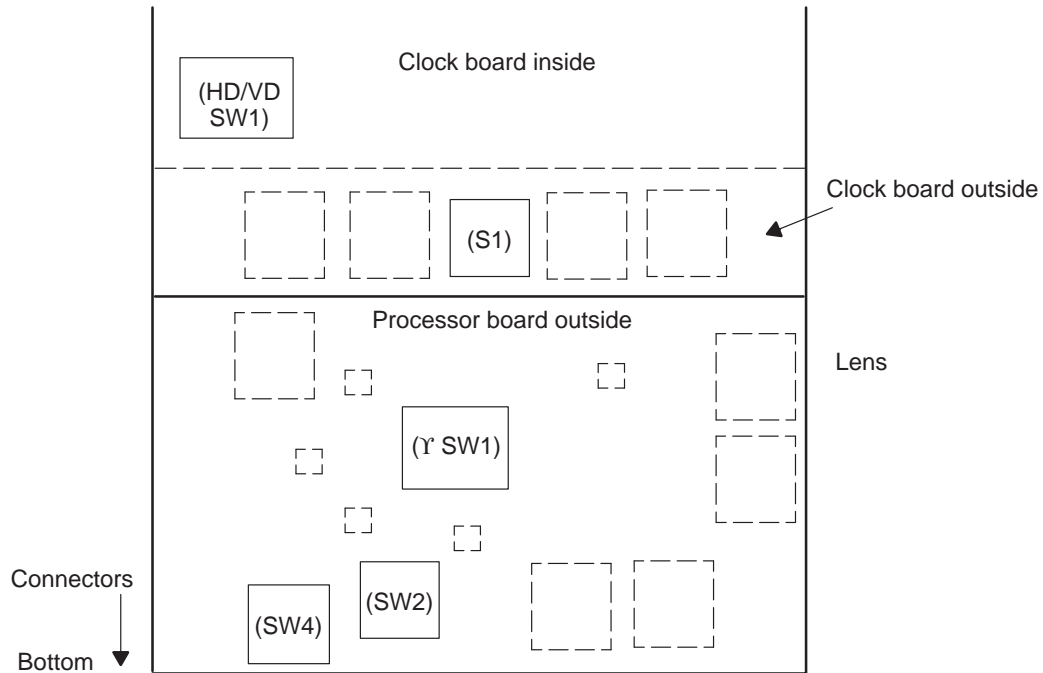 Clock board inside
(HD/VD
SW1)
Clock board outside
(S1)
Processor board outside
Lens
(ϒ SW1)
Connectors
(SW2)
(SW4)
Bottom